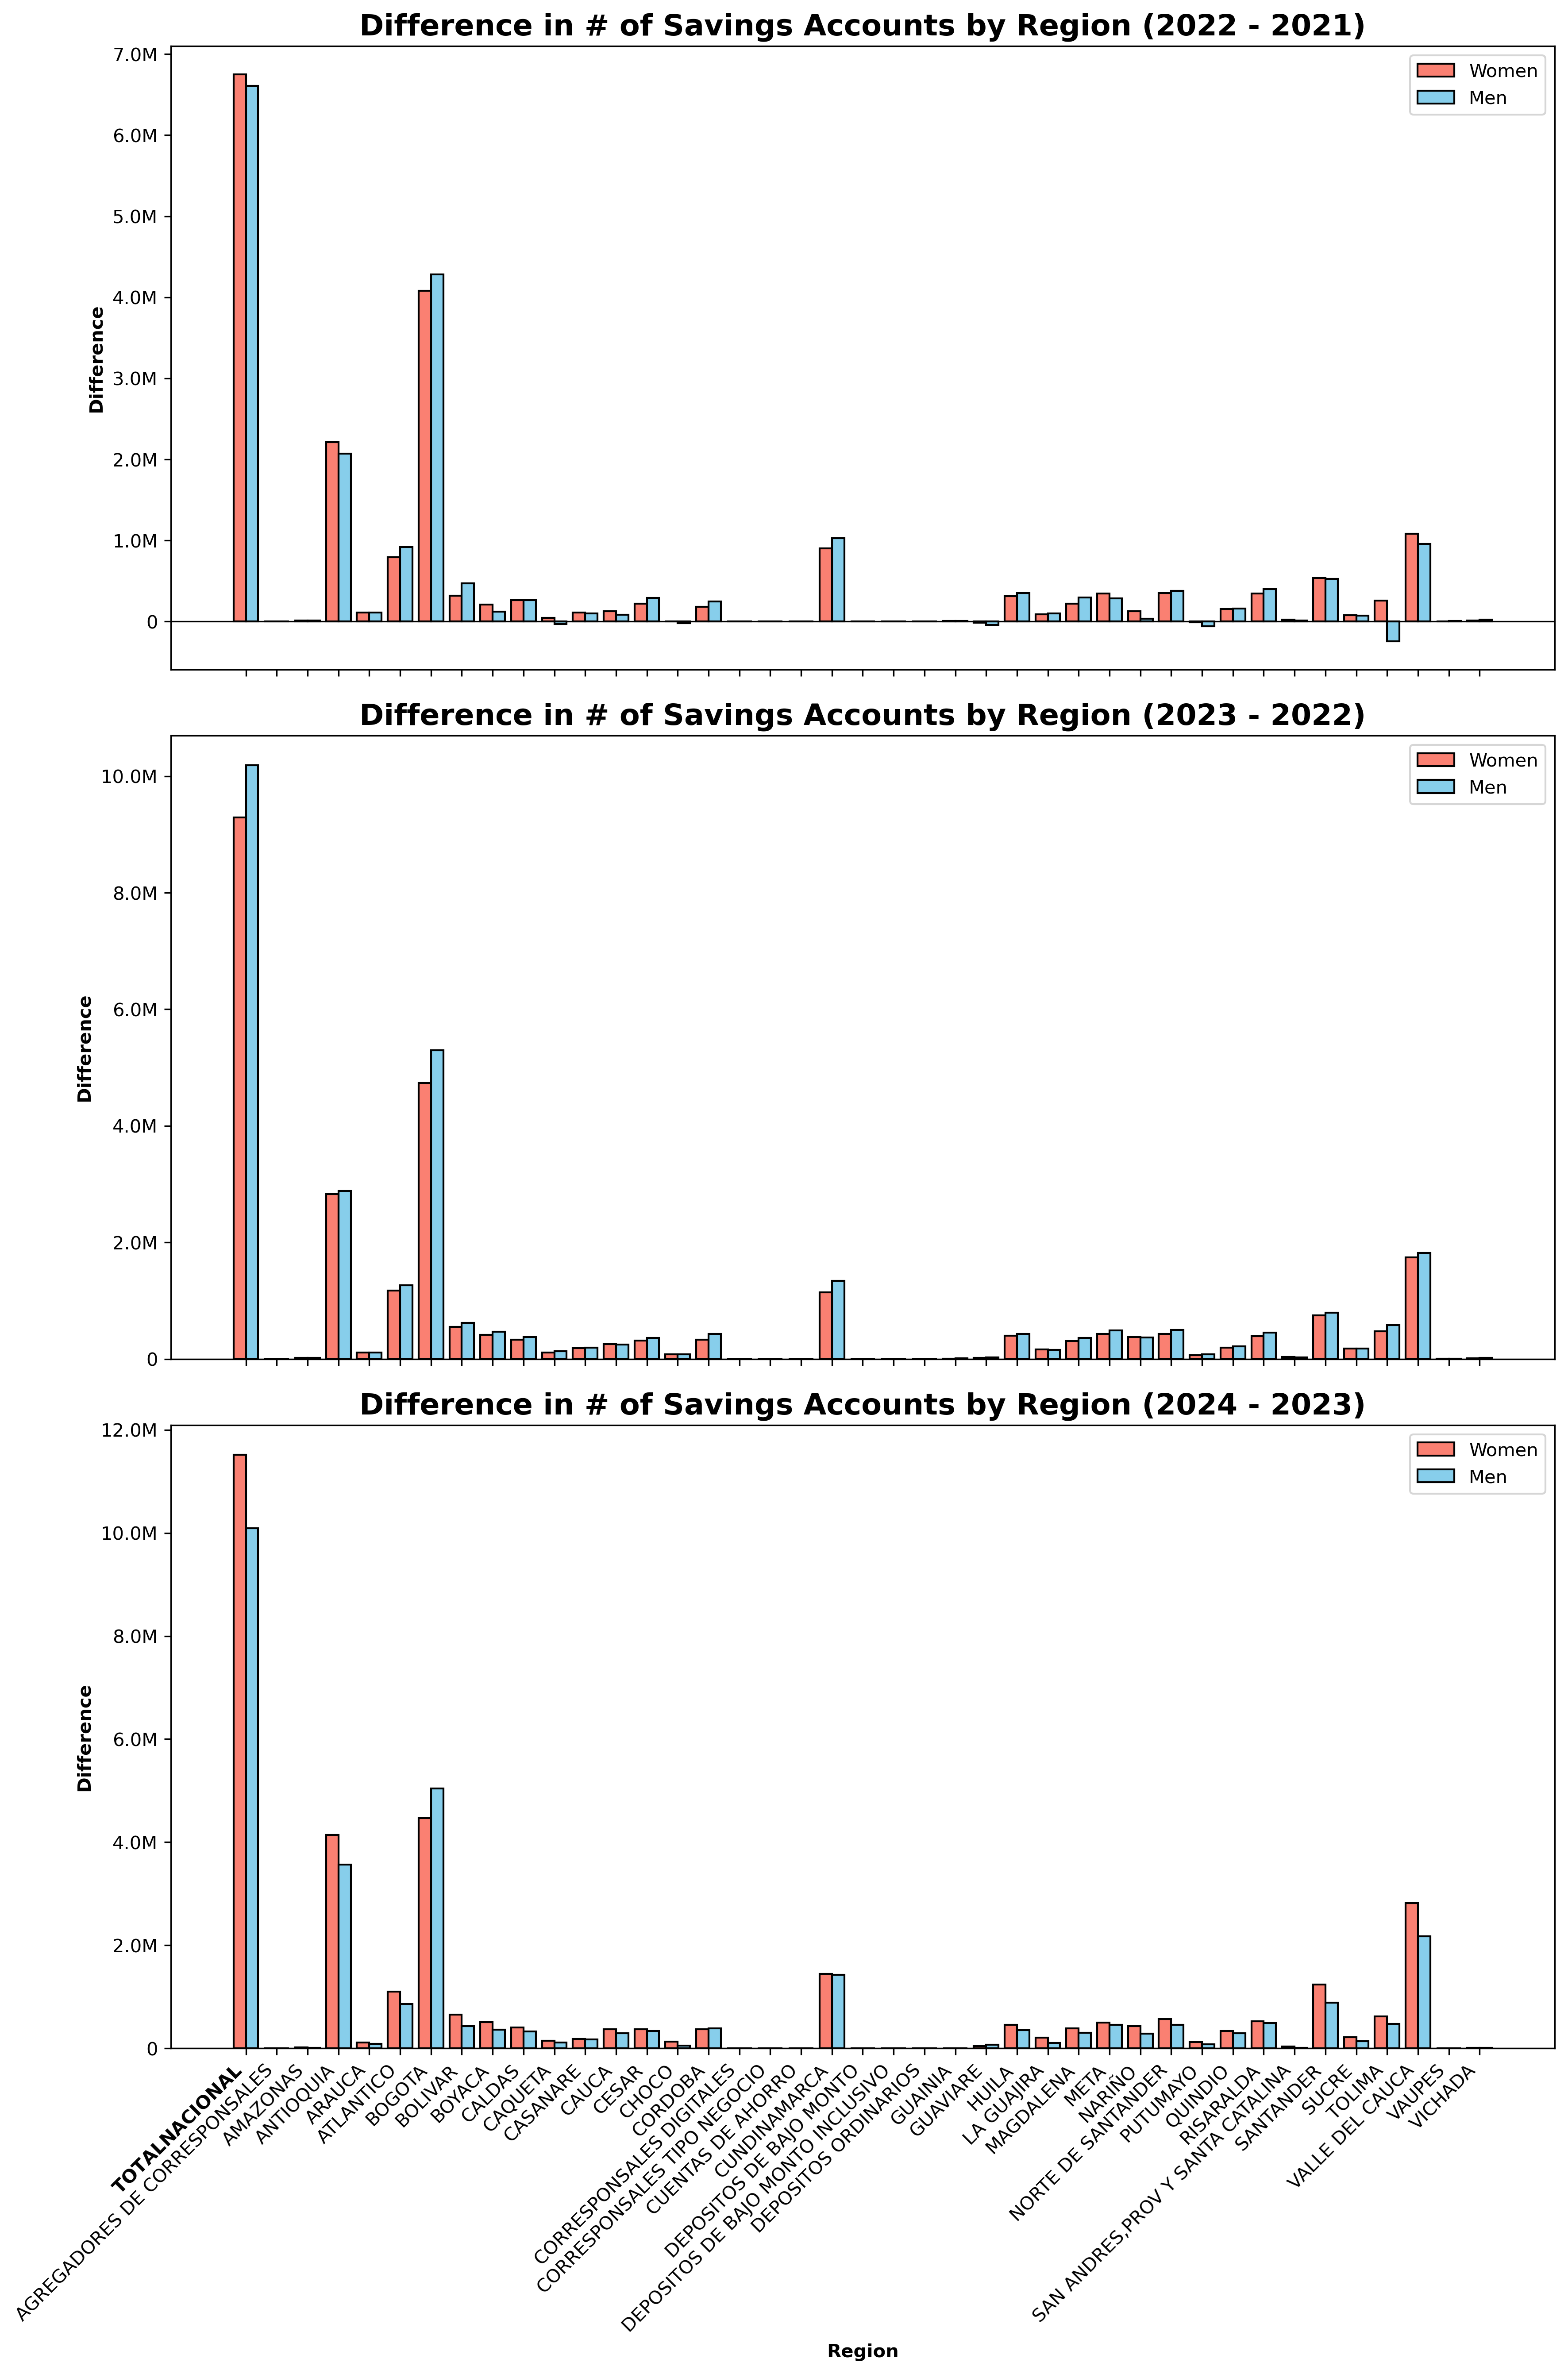 Difference in # of Savings Accounts by Region (2022 - 2021)
7.0M
6.0M
5.0M
4.0M
3.0M
2.0M
1.0M
0
Difference
Women
Men
Difference in # of Savings Accounts by Region (2023 - 2022)
10.0M
8.0M
6.0M
4.0M
2.0M
0
Difference
Women
Men
Difference in # of Savings Accounts by Region (2024 - 2023)
12.0M
10.0M
8.0M
6.0M
4.0M
2.0M
0
Difference
Women
Men
TOTALNACIONAL
AGREGADORES DE CORRESPONSALES
AMAZONAS
ANTIOQUIA
ARAUCA
ATLANTICO
BOGOTA
BOLIVAR
BOYACA
CALDAS
CAQUETA
CASANARE
CAUCA
CESAR
CHOCO
CORDOBA
CORRESPONSALES DIGITALES
CORRESPONSALES TIPO NEGOCIO
CUENTAS DE AHORRO
CUNDINAMARCA
DEPOSITOS DE BAJO MONTO
DEPOSITOS DE BAJO MONTO INCLUSIVO
DEPOSITOS ORDINARIOS
GUAINIA
GUAVIARE
HUILA
LA GUAJIRA
MAGDALENA
META
NARIÑO
NORTE DE SANTANDER
PUTUMAYO
QUINDIO
RISARALDA
SAN ANDRES,PROV Y SANTA CATALINA
SANTANDER
SUCRE
TOLIMA
VALLE DEL CAUCA
VAUPES
VICHADA
Region